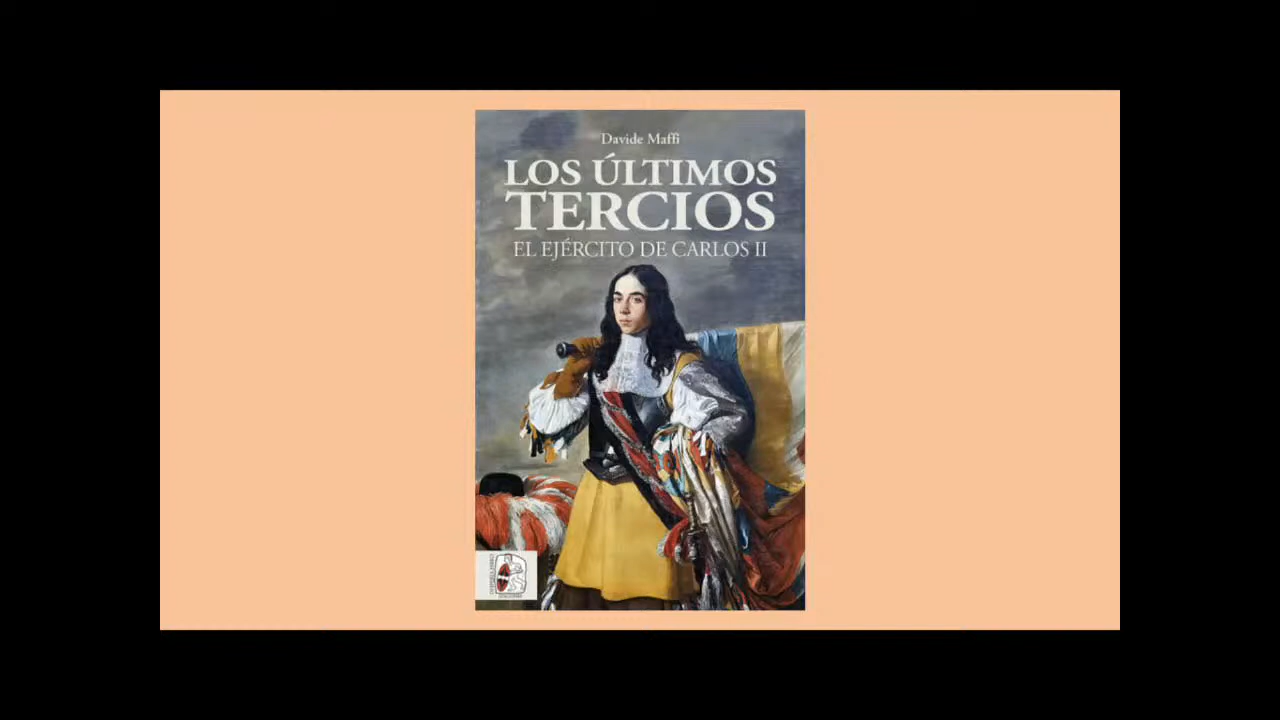 Davide Maffi
LOS ÚLTIMOS
TERCIOS
EL EJÉRCITO DE CARLOS II